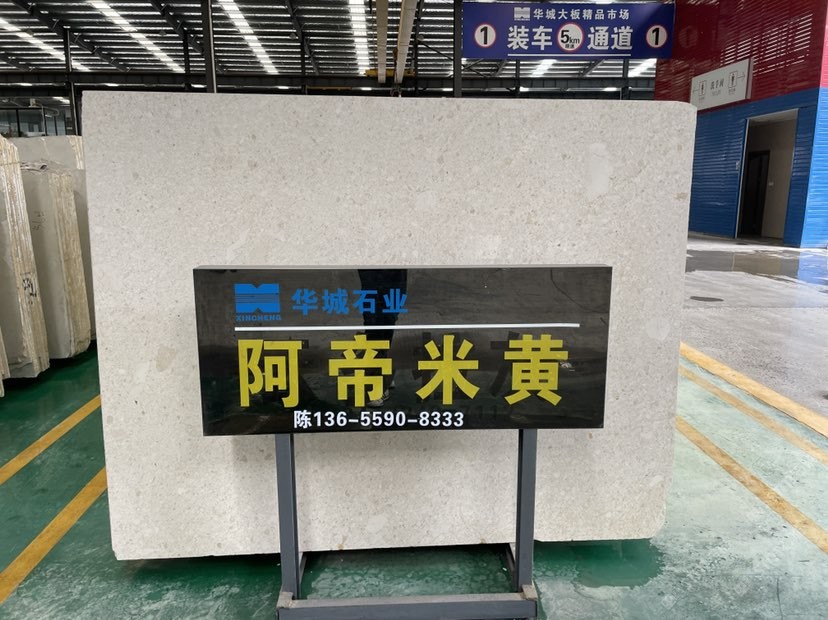 华城大板精品市场
1 装车 5km 通道 1
华城石业
XINCHENG
阿帝米黄
陈136-5590-8333